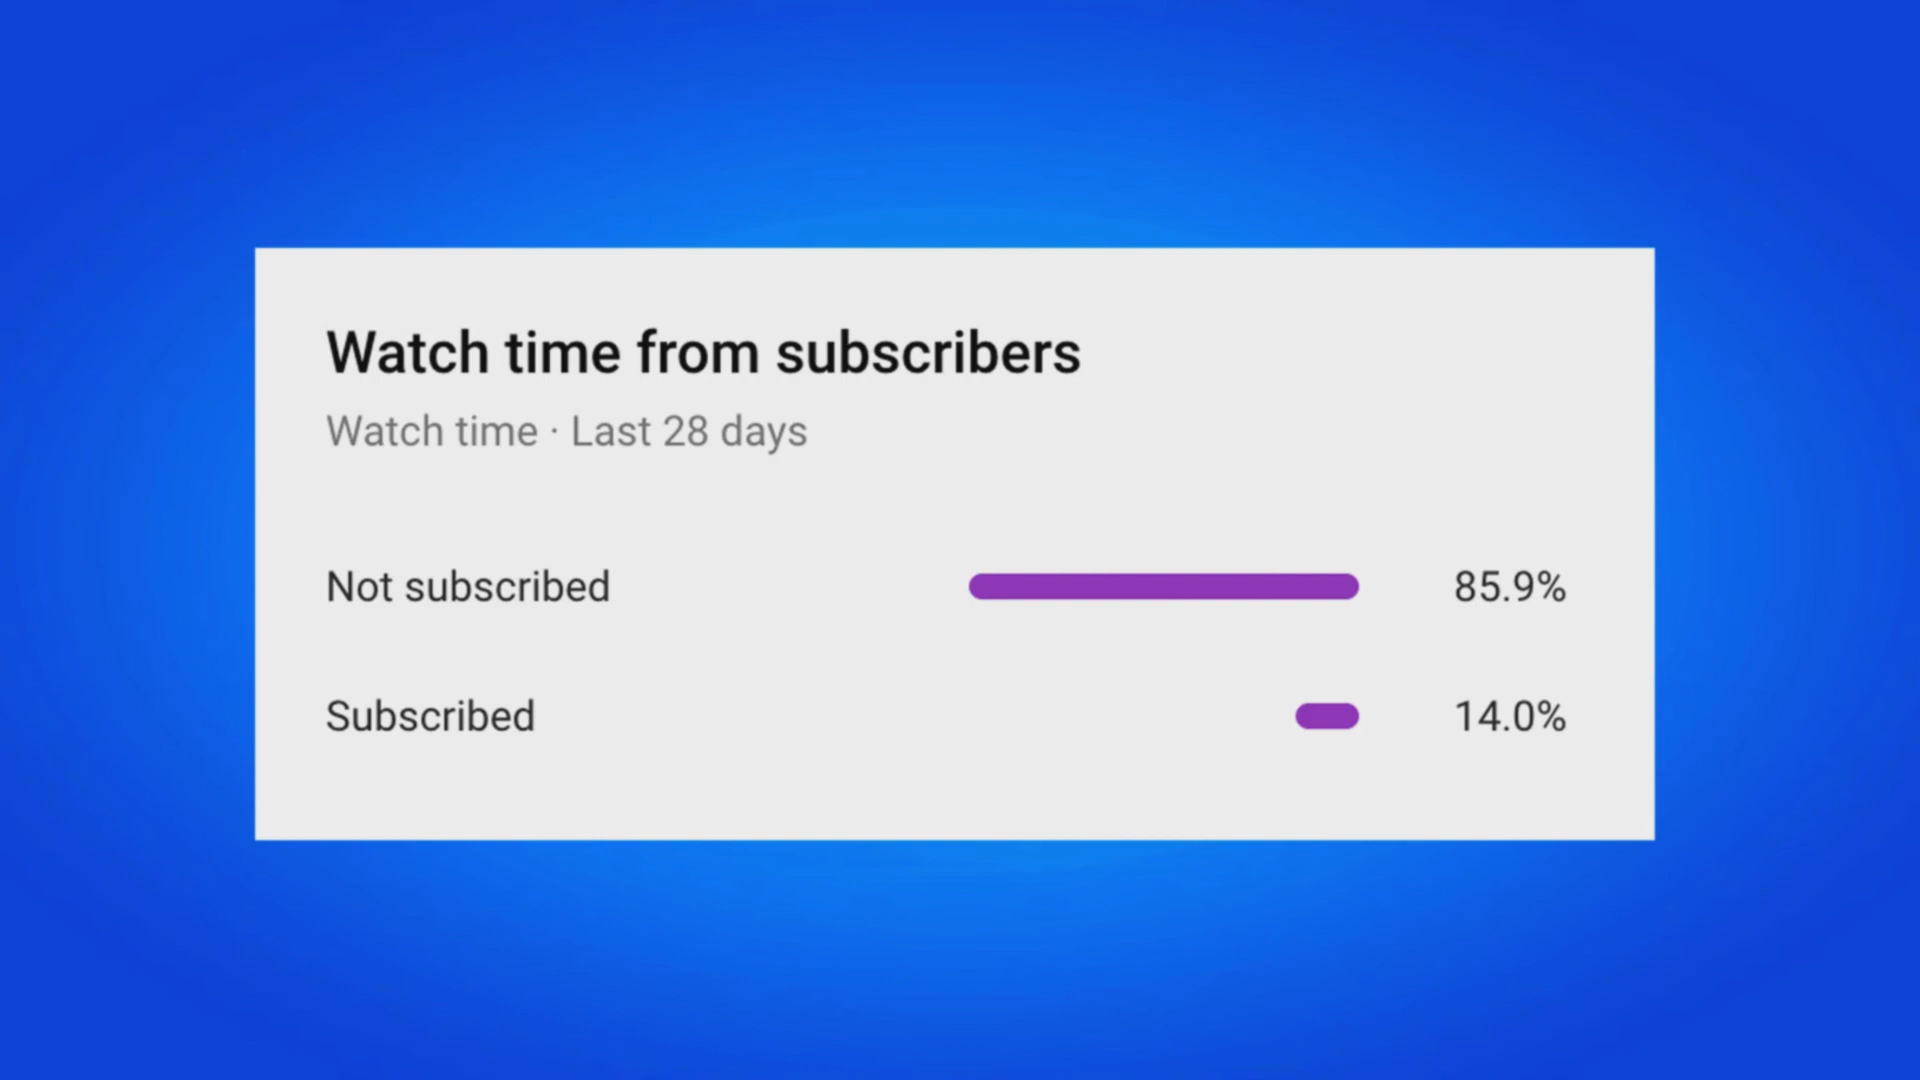 Watch time from subscribers
Watch time · Last 28 days
Not subscribed 85.9%
Subscribed 14.0%